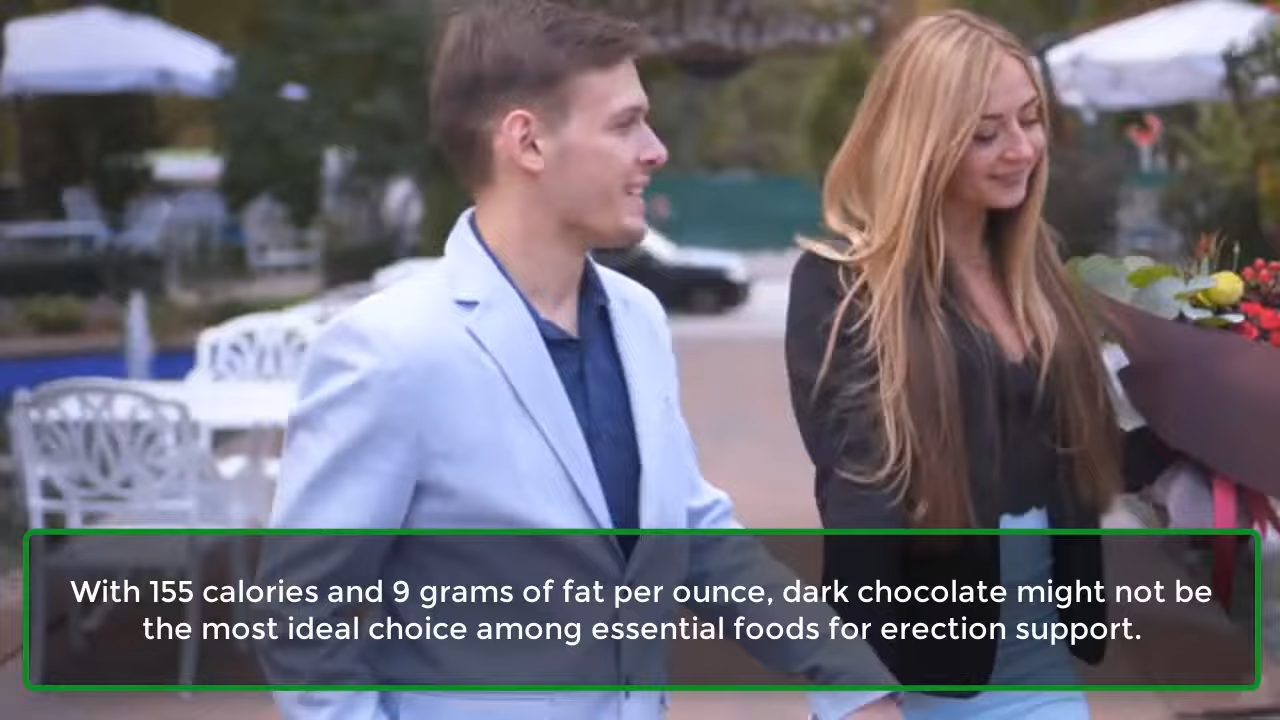 With 155 calories and 9 grams of fat per ounce, dark chocolate might not be
the most ideal choice among essential foods for erection support.